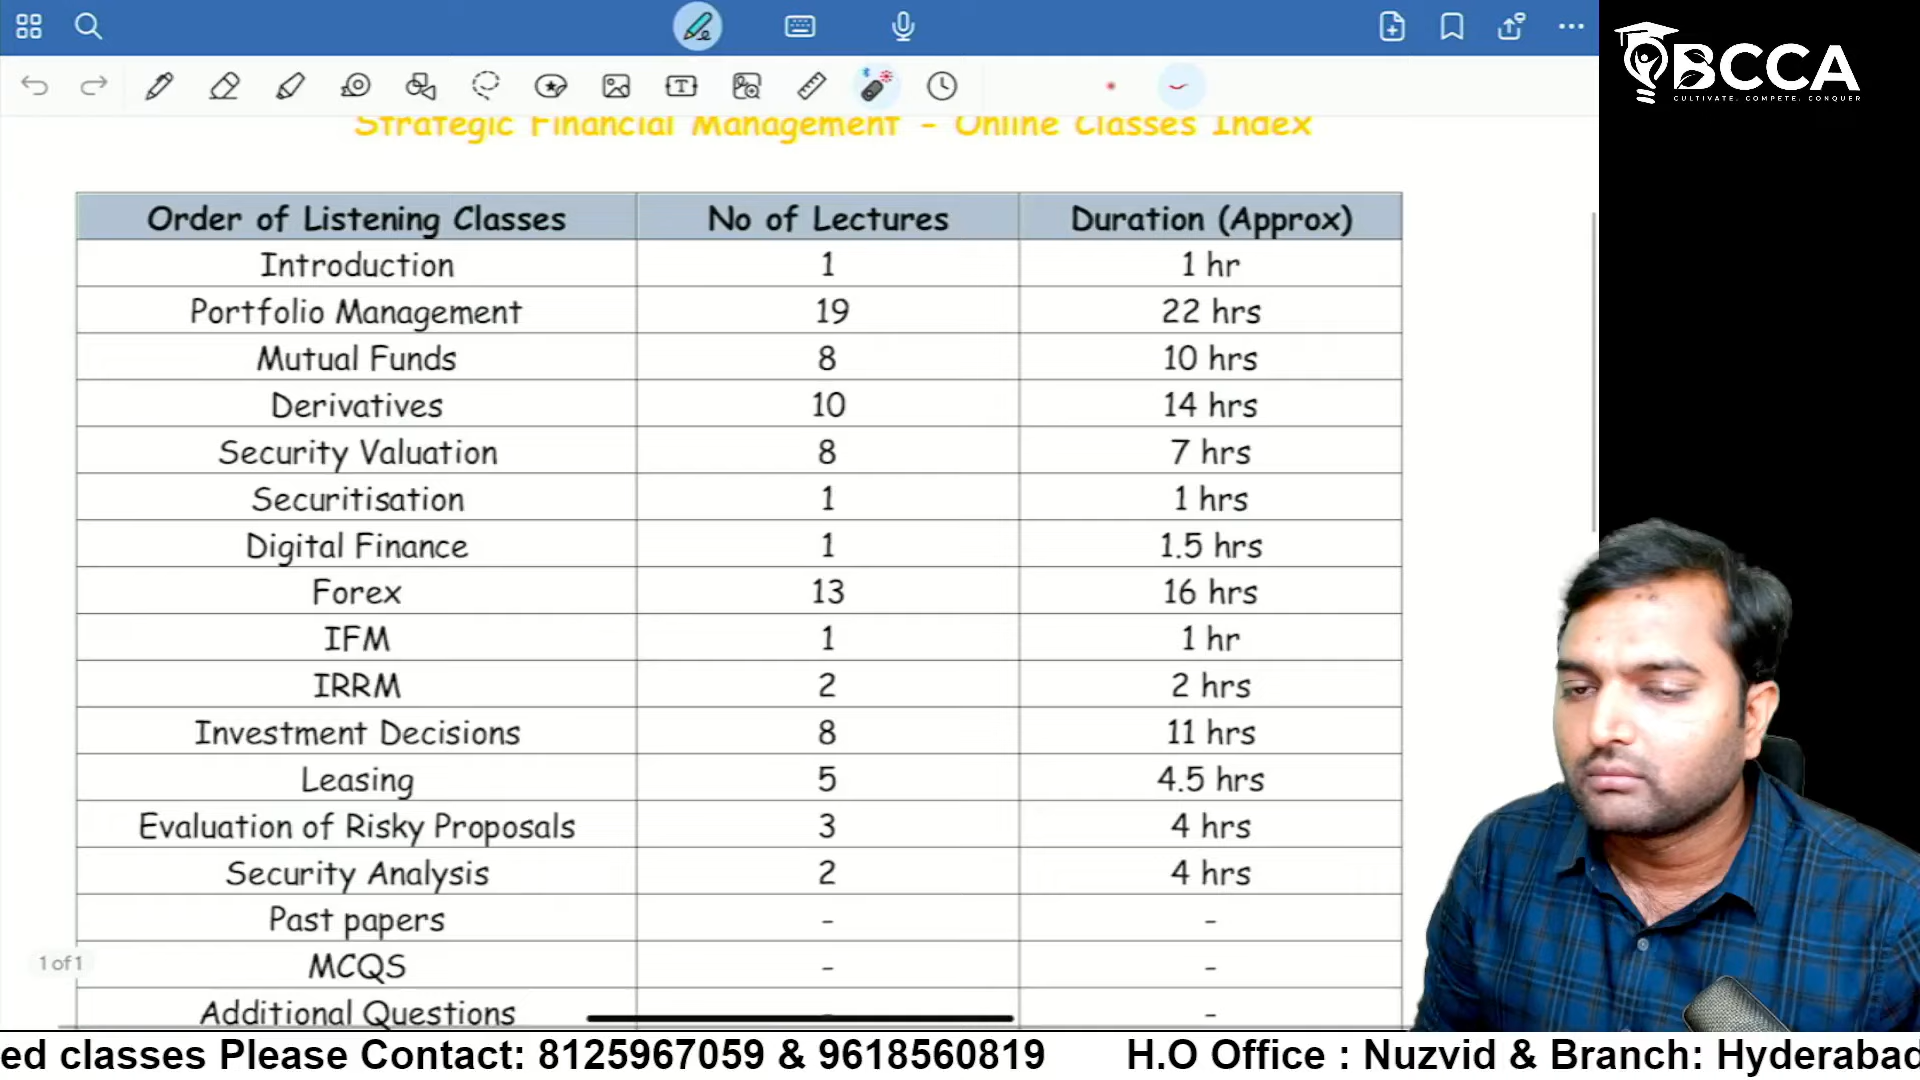 BCCA
CULTIVATE. COMPETE. CONQUER
Strategic Financial Management - Online Classes Index
Order of Listening Classes No of Lectures Duration (Approx)
Introduction 1 1 hr
Portfolio Management 19 22 hrs
Mutual Funds 8 10 hrs
Derivatives 10 14 hrs
Security Valuation 8 7 hrs
Securitisation 1 1 hrs
Digital Finance 1 1.5 hrs
Forex 13 16 hrs
IFM 1 1 hr
IRRM 2 2 hrs
Investment Decisions 8 11 hrs
Leasing 5 4.5 hrs
Evaluation of Risky Proposals 3 4 hrs
Security Analysis 2 4 hrs
Past papers - -
MCQS - -
Additional Questions - -
1 of 1
ed classes Please Contact: 8125967059 & 9618560819 H.O Office : Nuzvid & Branch: Hyderabad